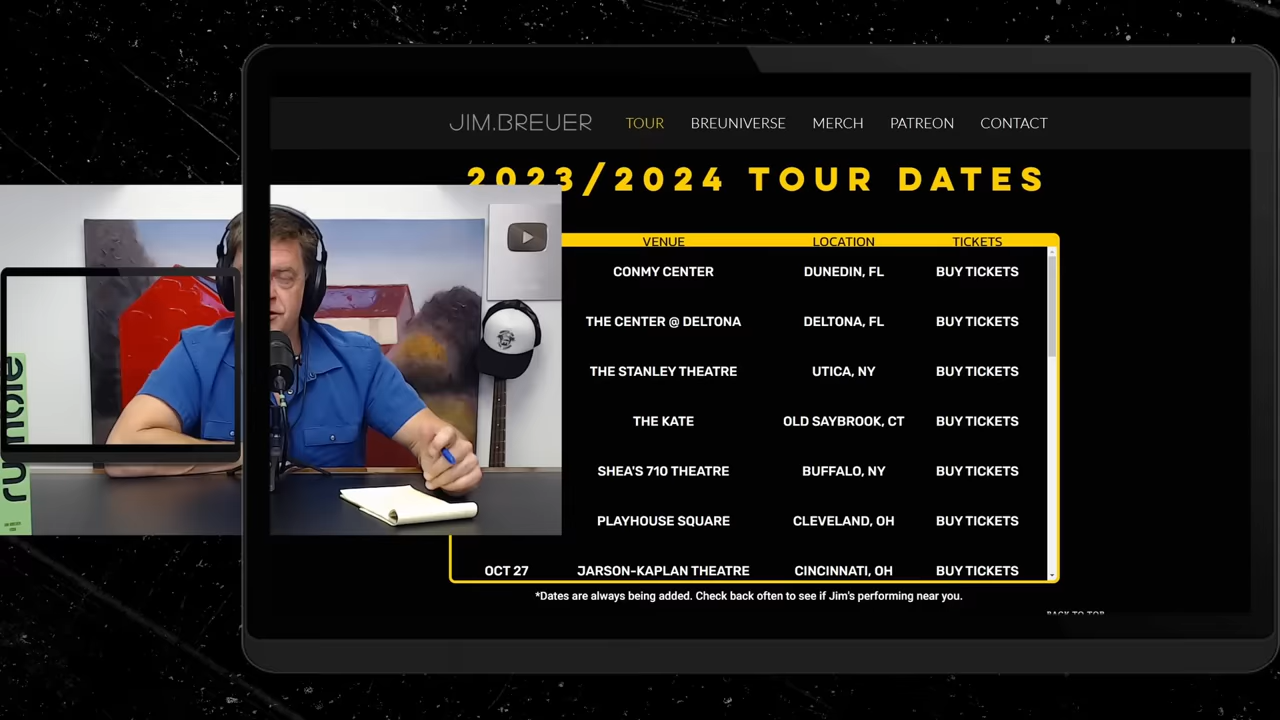 JIM.BREUER TOUR BREUNIVERSE MERCH PATREON CONTACT
2023/2024 TOUR DATES
VENUE LOCATION TICKETS
CONMY CENTER DUNEDIN, FL BUY TICKETS
THE CENTER @ DELTONA DELTONA, FL BUY TICKETS
THE STANLEY THEATRE UTICA, NY BUY TICKETS
THE KATE OLD SAYBROOK, CT BUY TICKETS
SHEA'S 710 THEATRE BUFFALO, NY BUY TICKETS
PLAYHOUSE SQUARE CLEVELAND, OH BUY TICKETS
OCT 27 JARSON-KAPLAN THEATRE CINCINNATI, OH BUY TICKETS
*Dates are always being added. Check back often to see if Jim's performing near you.
BACK TO TOP
rumble